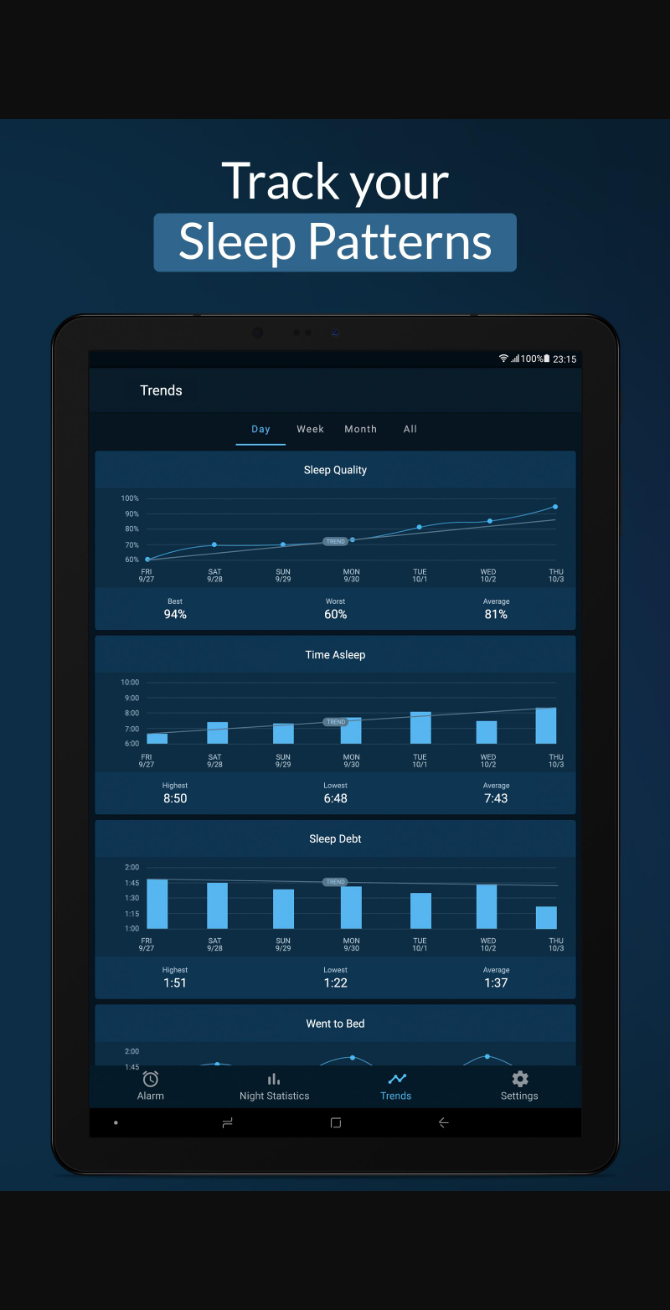 Track your
Sleep Patterns
100% 23:15
Trends
Day Week Month All
Sleep Quality
100%
90%
80%
70%
60%
TREND
FRI SAT SUN MON TUE WED THU
9/27 9/28 9/29 9/30 10/1 10/2 10/3
Best Worst Average
94% 60% 81%
Time Asleep
10:00
9:00
8:00
7:00
6:00
TREND
FRI SAT SUN MON TUE WED THU
9/27 9/28 9/29 9/30 10/1 10/2 10/3
Highest Lowest Average
8:50 6:48 7:43
Sleep Debt
2:00
1:45
1:30
1:15
1:00
TREND
FRI SAT SUN MON TUE WED THU
9/27 9/28 9/29 9/30 10/1 10/2 10/3
Highest Lowest Average
1:51 1:22 1:37
Went to Bed
2:00
1:45
Alarm Night Statistics Trends Settings